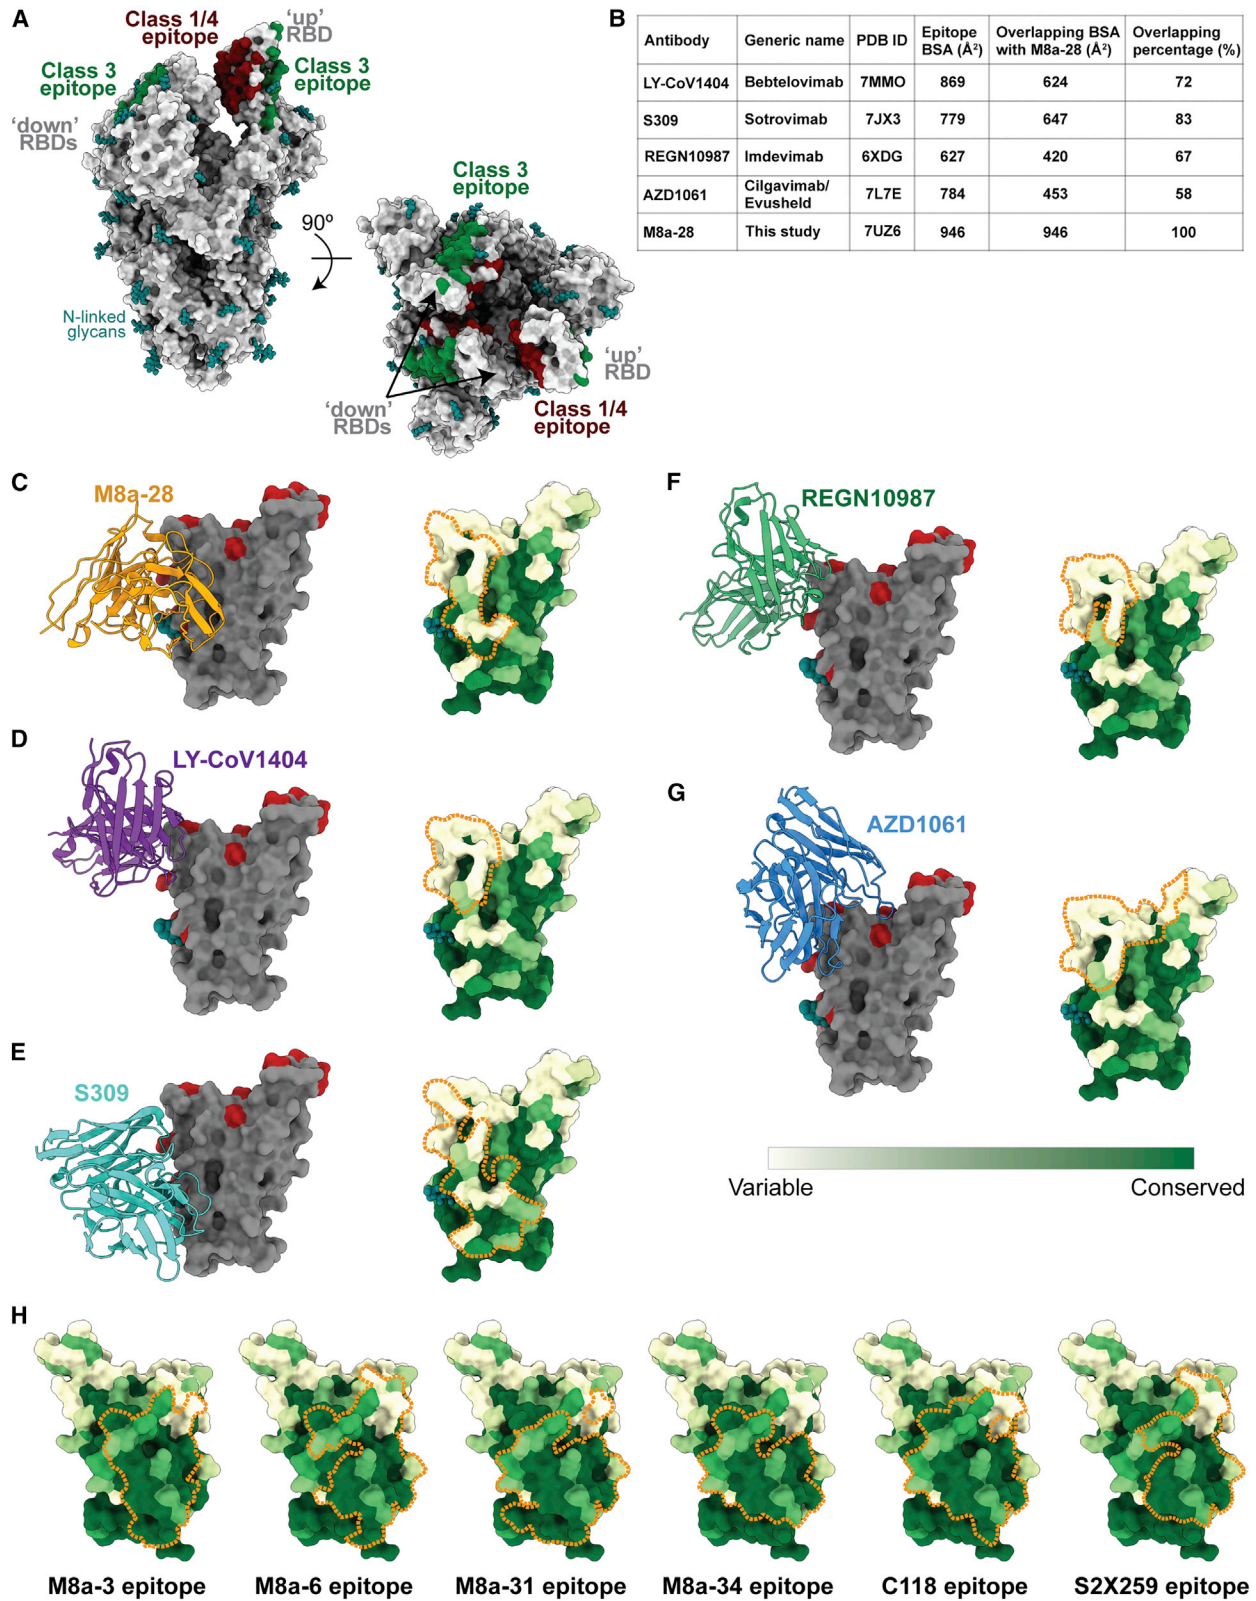 A
Class 1/4
epitope
'up'
RBD
Class 3
epitope
Class 3
epitope
'down'
RBDs
N-linked
glycans
90º
Class 3
epitope
'up'
RBD
'down'
RBDs
Class 1/4
epitope
B
Antibody Generic name PDB ID Epitope BSA (Å²) Overlapping BSA with M8a-28 (Å²) Overlapping percentage (%)
LY-CoV1404 Bebtelovimab 7MMO 869 624 72
S309 Sotrovimab 7JX3 779 647 83
REGN10987 Imdevimab 6XDG 627 420 67
AZD1061 Cilgavimab/ Evusheld 7L7E 784 453 58
M8a-28 This study 7UZ6 946 946 100
C
M8a-28
D
LY-CoV1404
E
S309
F
REGN10987
G
AZD1061
Variable Conserved
H
M8a-3 epitope M8a-6 epitope M8a-31 epitope M8a-34 epitope C118 epitope S2X259 epitope